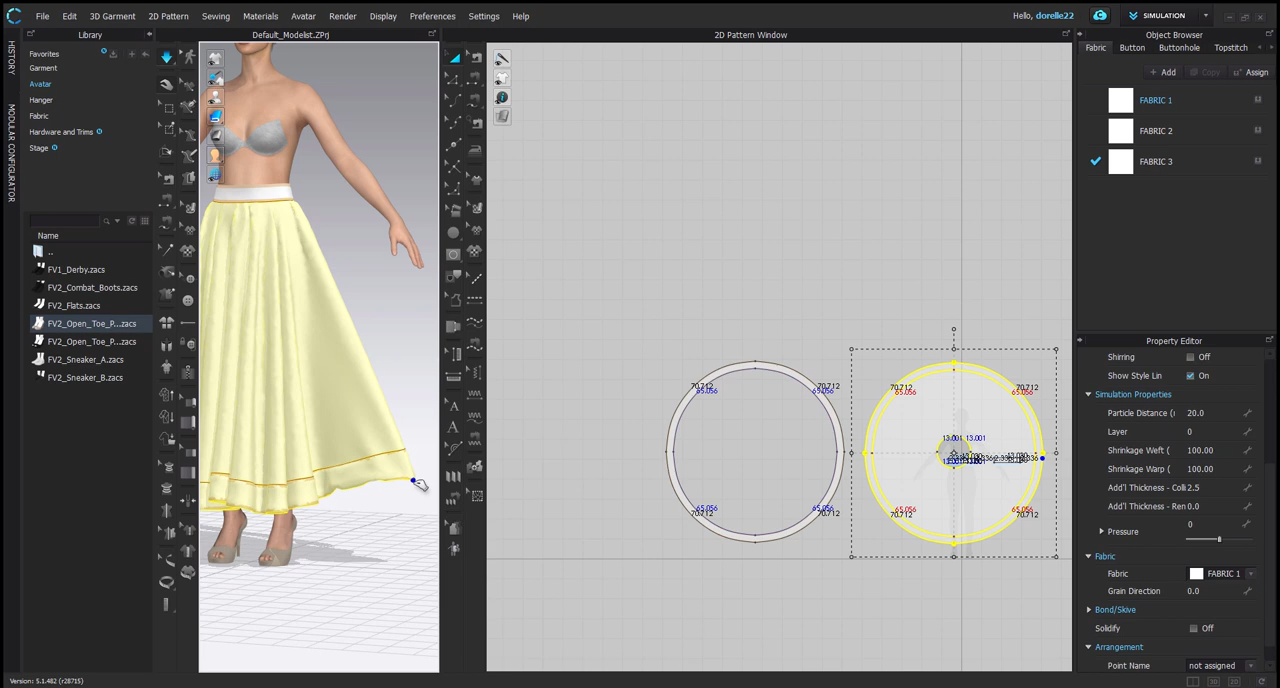 File Edit 3D Garment 2D Pattern Sewing Materials Avatar Render Display Preferences Settings Help
Hello, dorelle22
SIMULATION
HISTORY
MODULAR CONFIGURATOR
Library
Favorites
Garment
Avatar
Hanger
Fabric
Hardware and Trims
Stage
Name
..
FV1_Derby.zacs
FV2_Combat_Boots.zacs
FV2_Flats.zacs
FV2_Open_Toe_P...zacs
FV2_Open_Toe_P...zacs
FV2_Sneaker_A.zacs
FV2_Sneaker_B.zacs
Default_Modelist.ZPrj
2D Pattern Window
70.712
65.056
70.712
65.056
65.056
70.712
65.056
70.712
70.712
65.056
70.712
65.056
13.001 13.001
65.056
70.712
65.056
70.712
Object Browser
Fabric Button Buttonhole Topstitch
+ Add Copy Assign
FABRIC 1
FABRIC 2
FABRIC 3
Property Editor
Shirring Off
Show Style Lin On
Simulation Properties
Particle Distance ( 20.0
Layer 0
Shrinkage Weft ( 100.00
Shrinkage Warp ( 100.00
Add'l Thickness - Colli 2.5
Add'l Thickness - Ren 0.0
0
Pressure
Fabric
Fabric FABRIC 1
Grain Direction 0.0
Bond/Skive
Solidify Off
Arrangement
Point Name not assigned
Version: 5.1.482 (r28715)
3D 2D